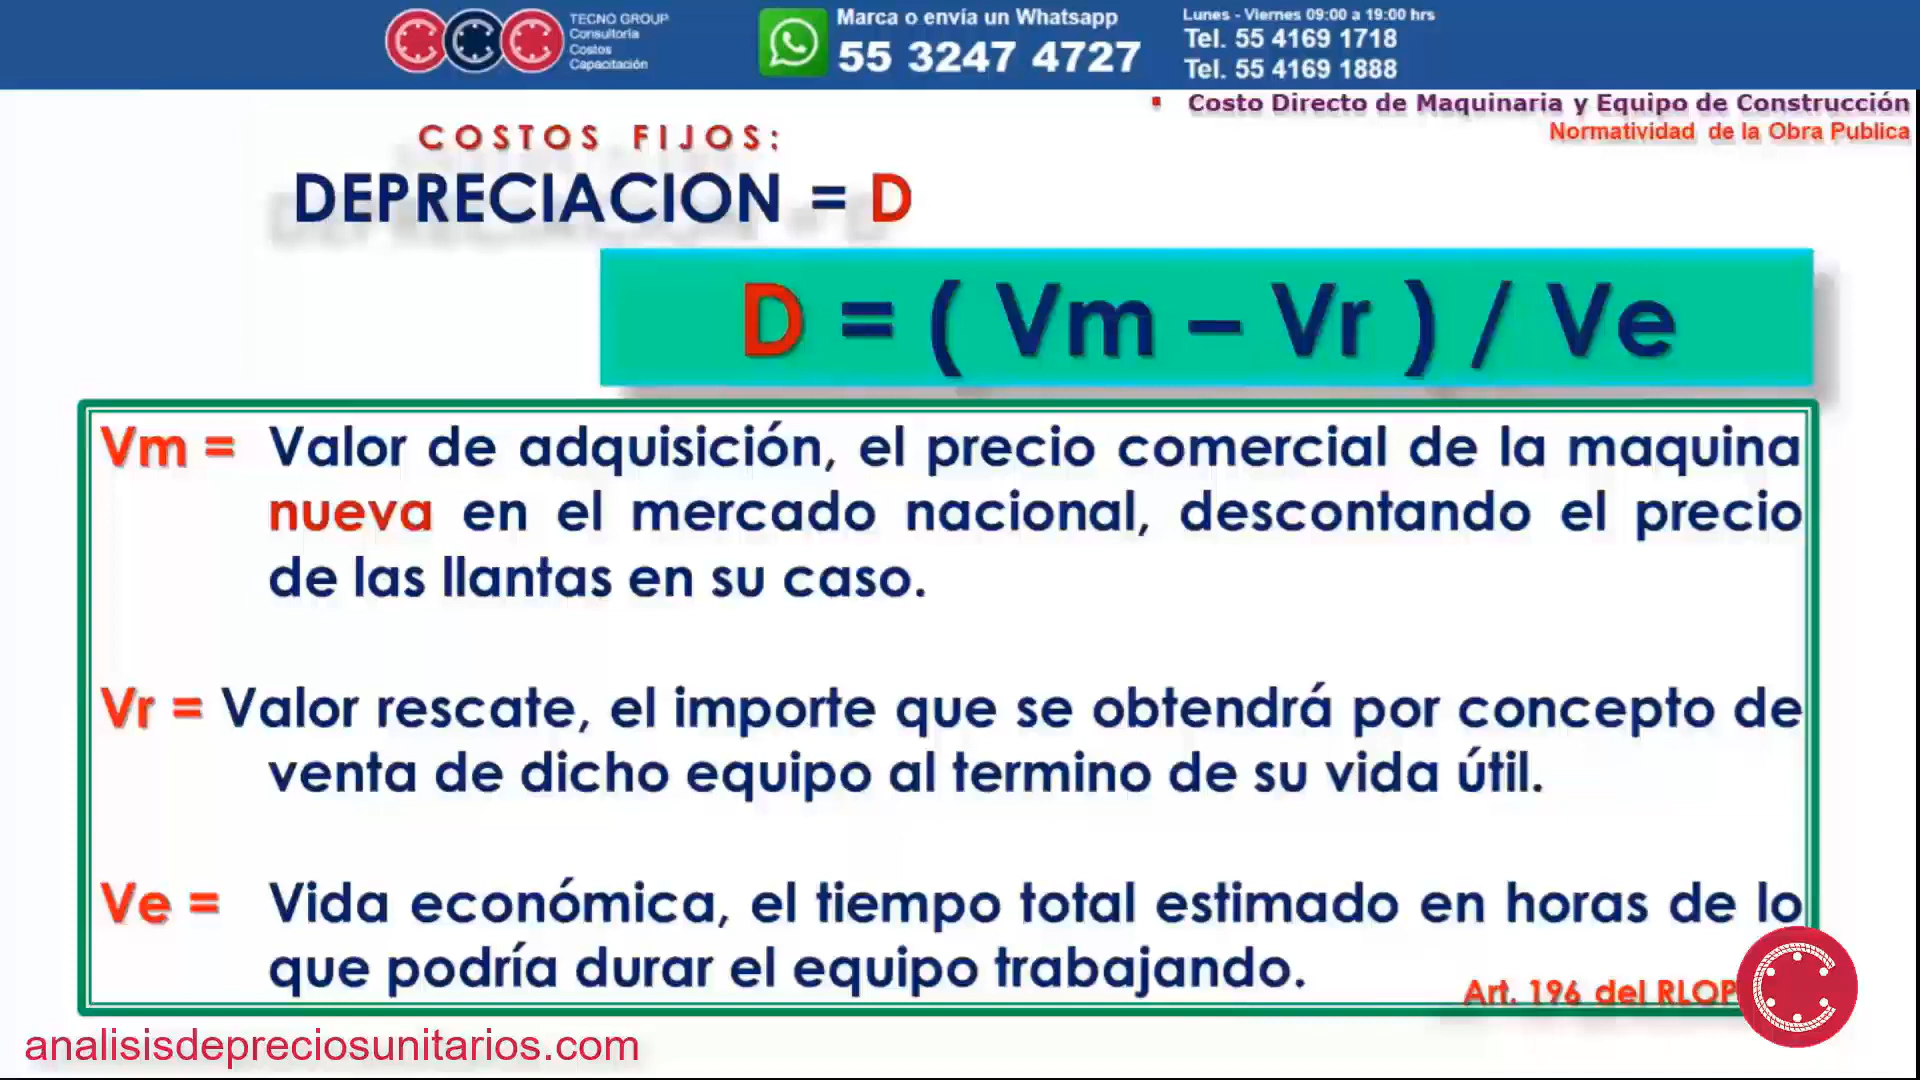 TECNO GROUP
Consultoría
Costos
Capacitación
Marca o envía un Whatsapp
55 3247 4727
Lunes - Viernes 09:00 a 19:00 hrs
Tel. 55 4169 1718
Tel. 55 4169 1888
▪ Costo Directo de Maquinaria y Equipo de Construcción
Normatividad de la Obra Publica
COSTOS FIJOS:
DEPRECIACION = D
D = ( Vm – Vr ) / Ve
Vm = Valor de adquisición, el precio comercial de la maquina
nueva en el mercado nacional, descontando el precio
de las llantas en su caso.
Vr = Valor rescate, el importe que se obtendrá por concepto de
venta de dicho equipo al termino de su vida útil.
Ve = Vida económica, el tiempo total estimado en horas de lo
que podría durar el equipo trabajando.
Art. 196 del RLOP
analisisdepreciosunitarios.com